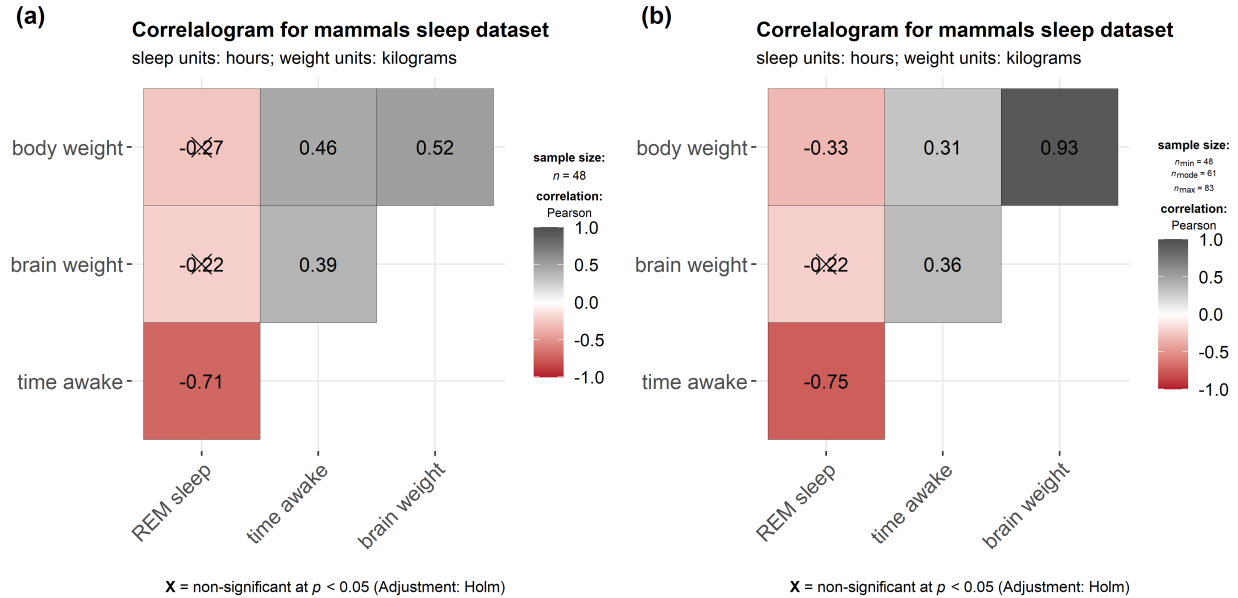 (a)
Correlalogram for mammals sleep dataset
sleep units: hours; weight units: kilograms
body weight
-0.27
0.46
0.52
brain weight
-0.22
0.39
time awake
-0.71
REM sleep
time awake
brain weight
sample size:
n = 48
correlation:
Pearson
1.0
0.5
0.0
-0.5
-1.0
X = non-significant at p < 0.05 (Adjustment: Holm)
(b)
Correlalogram for mammals sleep dataset
sleep units: hours; weight units: kilograms
body weight
-0.33
0.31
0.93
brain weight
-0.22
0.36
time awake
-0.75
REM sleep
time awake
brain weight
sample size:
nmin = 48
nmode = 61
nmax = 83
correlation:
Pearson
1.0
0.5
0.0
-0.5
-1.0
X = non-significant at p < 0.05 (Adjustment: Holm)